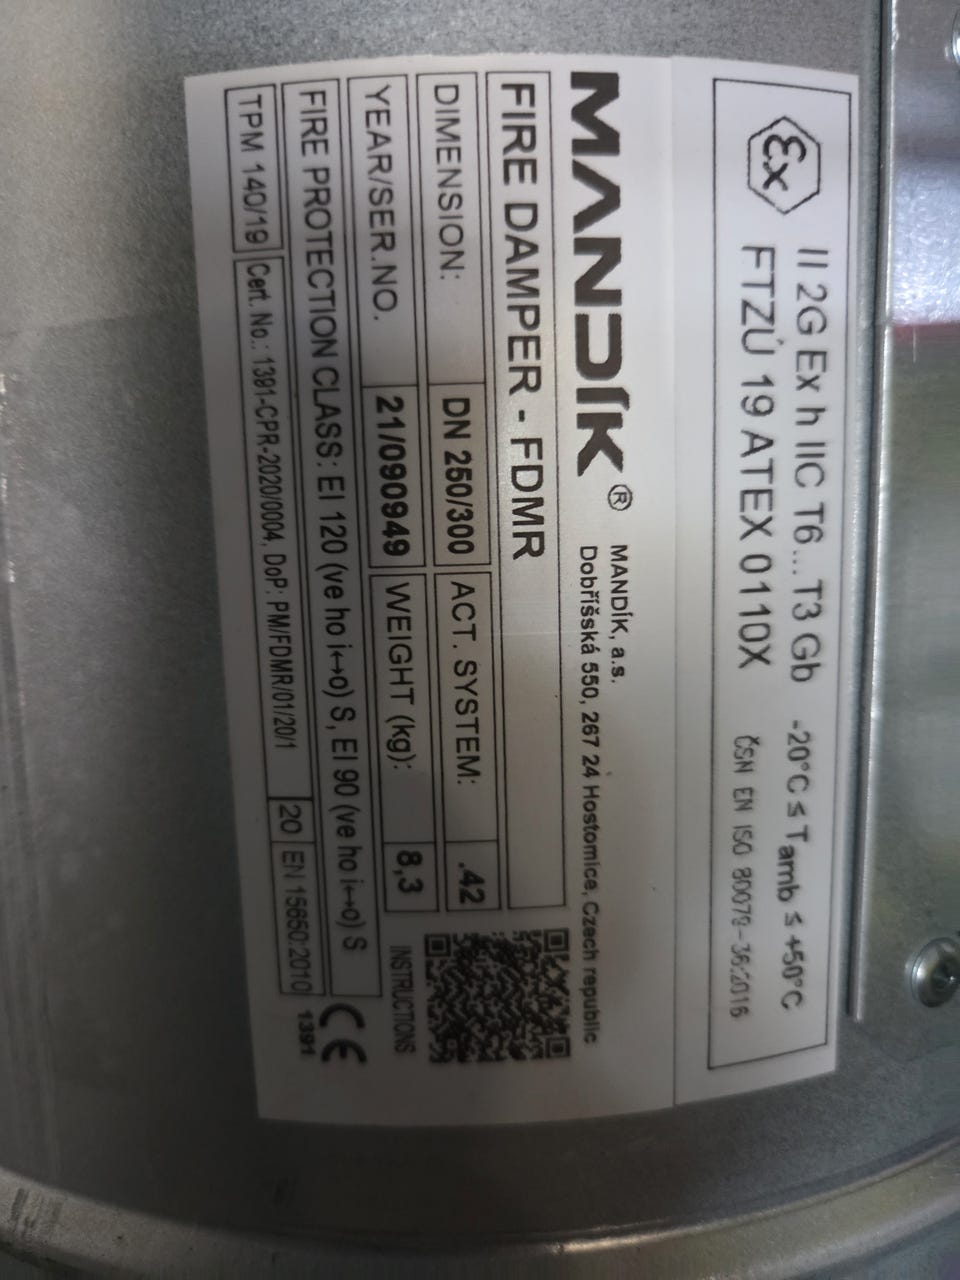 Ex II 2G Ex h IIC T6...T3 Gb -20°C ≤ Tamb ≤ +50°C
FTZÚ 19 ATEX 0110X ČSN EN ISO 80079-36:2016
MANDÍK ® MANDÍK, a.s.
Dobříšská 550, 267 24 Hostomice, Czech republic
FIRE DAMPER - FDMR
DIMENSION: DN 250/300 ACT. SYSTEM: .42
YEAR/SER.NO. 21/090949 WEIGHT (kg): 8,3
INSTRUCTIONS
FIRE PROTECTION CLASS: EI 120 (ve ho i↔o) S, EI 90 (ve ho i↔o) S
TPM 140/19 Cert. No.: 1391-CPR-2020/0004, DoP: PM/FDMR/01/20/1 20 EN 15650:2010
CE
1391